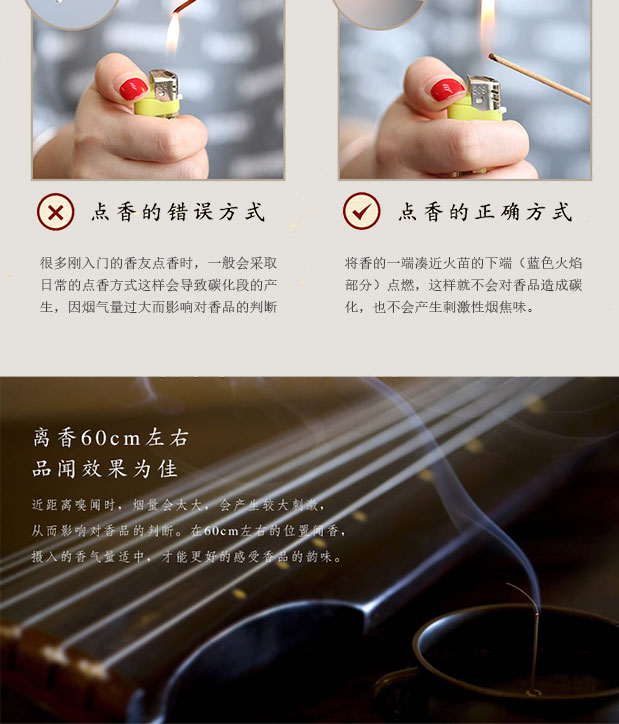 点香的错误方式
很多刚入门的香友点香时，一般会采取
日常的点香方式这样会导致碳化段的产
生，因烟气量过大而影响对香品的判断
点香的正确方式
将香的一端凑近火苗的下端（蓝色火焰
部分）点燃，这样就不会对香品造成碳
化，也不会产生刺激性烟焦味。
离香60cm左右
品闻效果为佳
近距离嗅闻时，烟量会太大，会产生较大刺激，
从而影响对香品的判断。在60cm左右的位置闻香，
摄入的香气量适中，才能更好的感受香品的韵味。